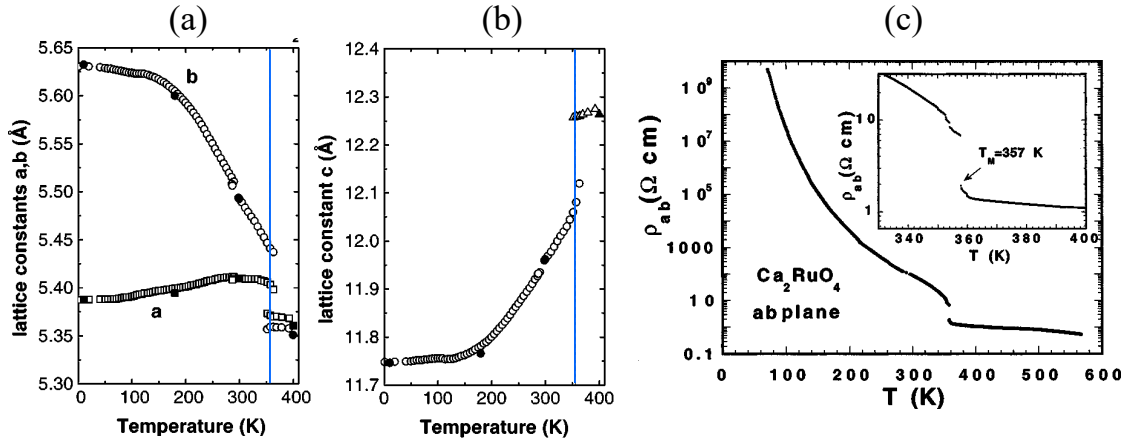 (a)
(b)
(c)
5.65
5.60
5.55
5.50
5.45
5.40
5.35
5.30
lattice constants a,b (Å)
b
a
0 100 200 300 400
Temperature (K)
12.4
12.3
12.2
12.1
12.0
11.9
11.8
11.7
lattice constant c (Å)
0 100 200 300 400
Temperature (K)
10⁹
10⁷
10⁵
1000
10
0.1
ρab(Ω cm)
Ca2RuO4
ab plane
0 100 200 300 400 500 600
T (K)
10
1
ρab(Ω cm)
TM=357 K
340 360 380 400
T (K)